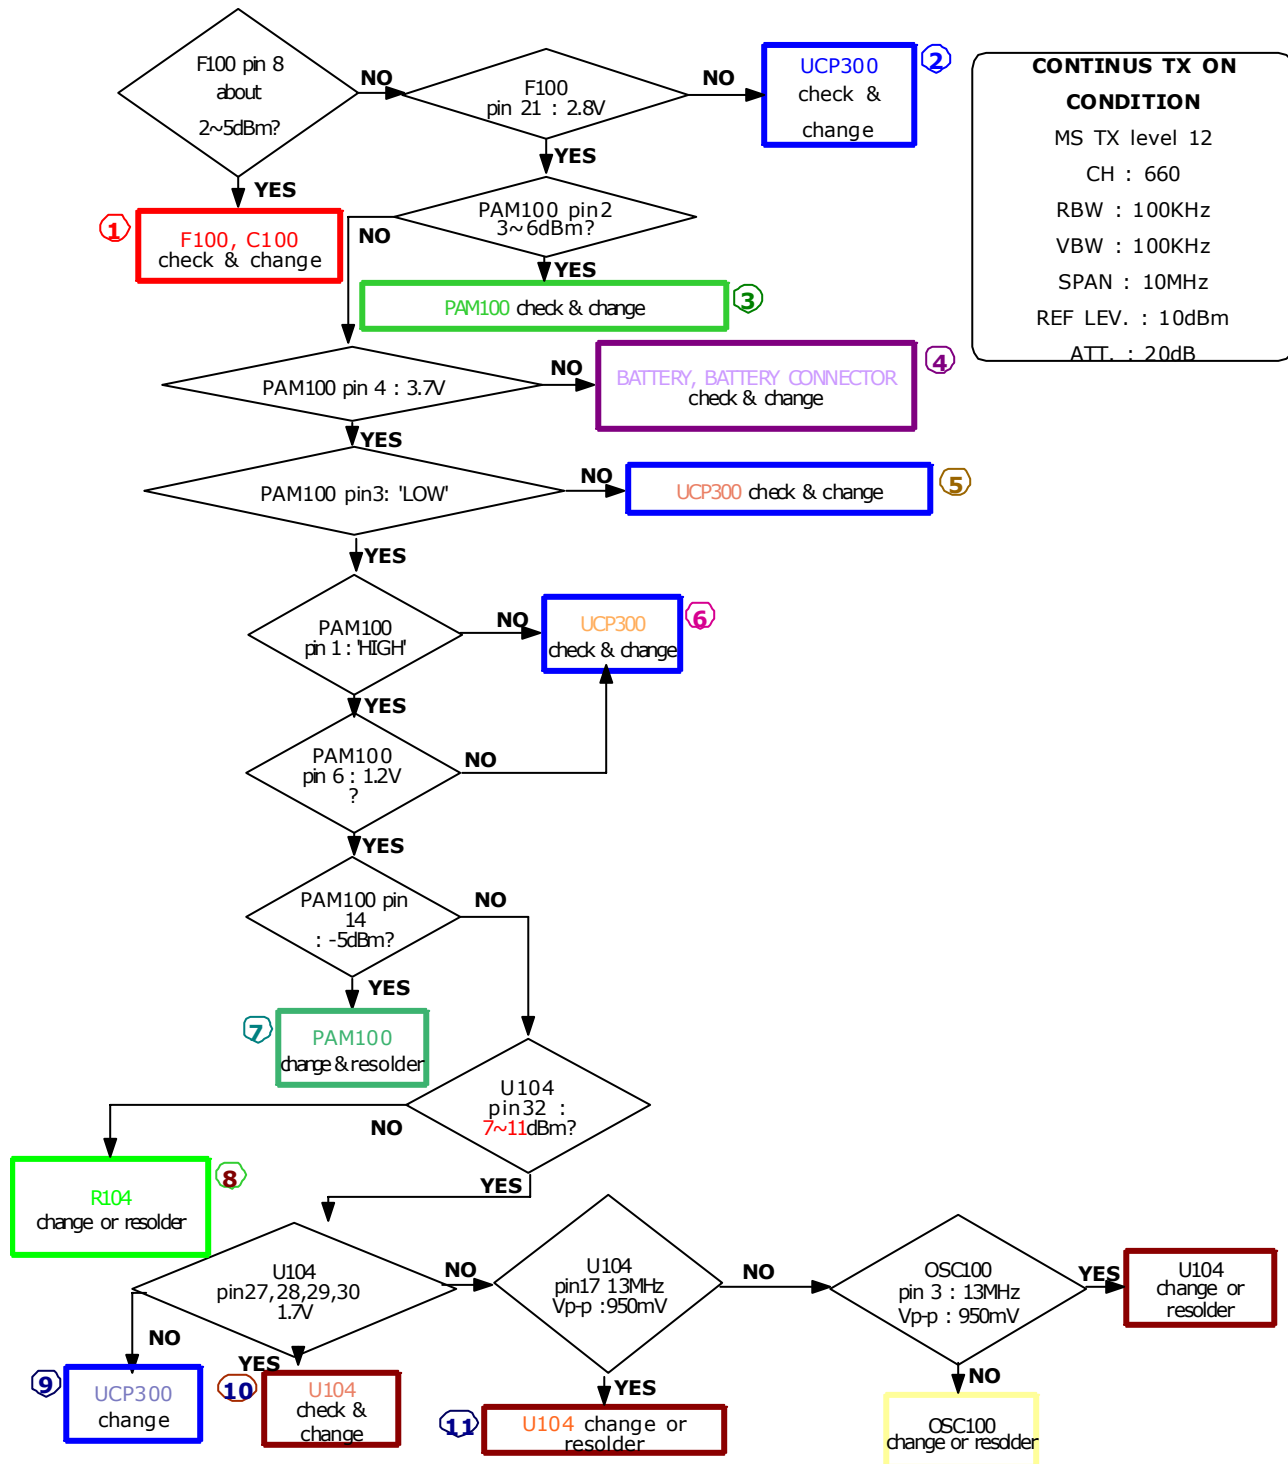 F100 pin 8
about
2~5dBm?
NO
F100
pin 21 : 2.8V
NO
UCP300
check &
change
2
CONTINUS TX ON
CONDITION
MS TX level 12
CH : 660
RBW : 100KHz
VBW : 100KHz
SPAN : 10MHz
REF LEV. : 10dBm
ATT. : 20dB
YES
1
F100, C100
check & change
YES
PAM100 pin2
3~6dBm?
NO
YES
PAM100 check & change
3
PAM100 pin 4 : 3.7V
NO
BATTERY, BATTERY CONNECTOR
check & change
4
YES
PAM100 pin3: 'LOW'
NO
UCP300 check & change
5
YES
PAM100
pin 1 : 'HIGH'
NO
UCP300
check & change
6
YES
PAM100
pin 6 : 1.2V
?
NO
YES
PAM100 pin
14
: -5dBm?
NO
YES
7
PAM100
change & resolder
U104
pin32 :
7~11dBm?
NO
R104
change or resolder
8
YES
U104
pin27,28,29,30
1.7V
NO
U104
pin17 13MHz
Vp-p : 950mV
NO
OSC100
pin 3 : 13MHz
Vp-p : 950mV
YES
U104
change or
resolder
NO
9
UCP300
change
YES
10
U104
check &
change
YES
11
U104 change or
resolder
NO
OSC100
change or resolder